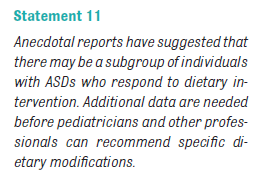 Statement 11
Anecdotal reports have suggested that
there may be a subgroup of individuals
with ASDs who respond to dietary in-
tervention. Additional data are needed
before pediatricians and other profes-
sionals can recommend specific di-
etary modifications.